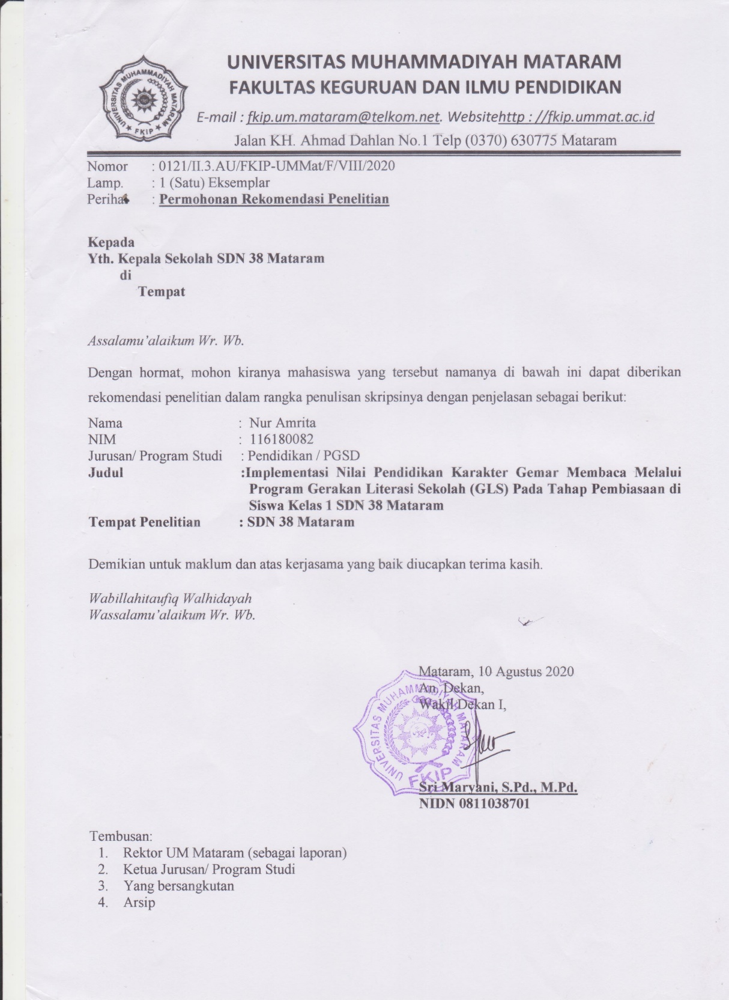 UNIVERSITAS MUHAMMADIYAH MATARAM
FAKULTAS KEGURUAN DAN ILMU PENDIDIKAN
E-mail : fkip.um.mataram@telkom.net. Websitehttp : //fkip.ummat.ac.id
Jalan KH. Ahmad Dahlan No.1 Telp (0370) 630775 Mataram
UNIVERSITAS MUHAMMADIYAH MATARAM
★ FKIP ★
Nomor : 0121/II.3.AU/FKIP-UMMat/F/VIII/2020
Lamp. : 1 (Satu) Eksemplar
Perihal : Permohonan Rekomendasi Penelitian
Kepada
Yth. Kepala Sekolah SDN 38 Mataram
di
Tempat
Assalamu’alaikum Wr. Wb.
Dengan hormat, mohon kiranya mahasiswa yang tersebut namanya di bawah ini dapat diberikan
rekomendasi penelitian dalam rangka penulisan skripsinya dengan penjelasan sebagai berikut:
Nama : Nur Amrita
NIM : 116180082
Jurusan/ Program Studi : Pendidikan / PGSD
Judul :Implementasi Nilai Pendidikan Karakter Gemar Membaca Melalui
Program Gerakan Literasi Sekolah (GLS) Pada Tahap Pembiasaan di
Siswa Kelas 1 SDN 38 Mataram
Tempat Penelitian : SDN 38 Mataram
Demikian untuk maklum dan atas kerjasama yang baik diucapkan terima kasih.
Wabillahitaufiq Walhidayah
Wassalamu’alaikum Wr. Wb.
Mataram, 10 Agustus 2020
An. Dekan,
Wakil Dekan I,
UNIVERSITAS MUHAMMADIYAH MATARAM
FKIP
Sri Maryani, S.Pd., M.Pd.
NIDN 0811038701
Tembusan:
1. Rektor UM Mataram (sebagai laporan)
2. Ketua Jurusan/ Program Studi
3. Yang bersangkutan
4. Arsip